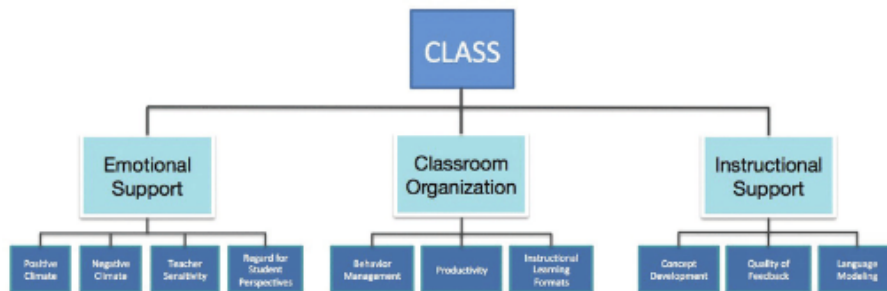 CLASS
Emotional
Support
Classroom
Organization
Instructional
Support
Positive
Climate
Negative
Climate
Teacher
Sensitivity
Regard for
Student
Perspectives
Behavior
Management
Productivity
Instructional
Learning
Formats
Concept
Development
Quality of
Feedback
Language
Modeling